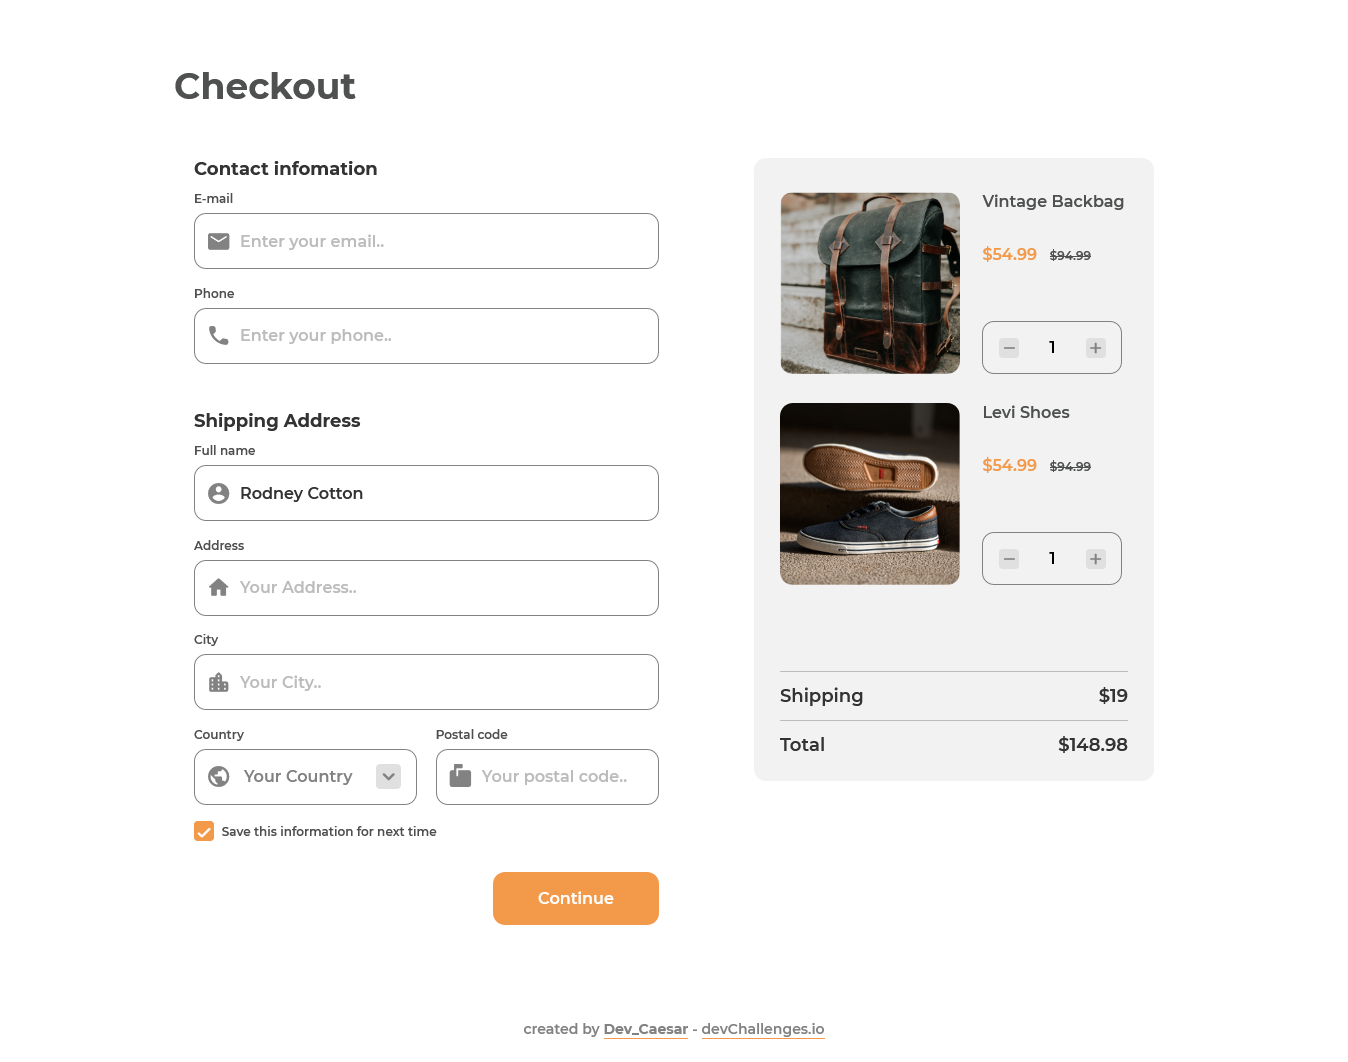 Checkout
Contact infomation
E-mail
Enter your email..
Phone
Enter your phone..
Shipping Address
Full name
Rodney Cotton
Address
Your Address..
City
Your City..
Country
Postal code
Your Country
Your postal code..
Save this information for next time
Continue
Vintage Backbag
$54.99 $94.99
1
Levi Shoes
$54.99 $94.99
1
Shipping $19
Total $148.98
created by Dev_Caesar - devChallenges.io